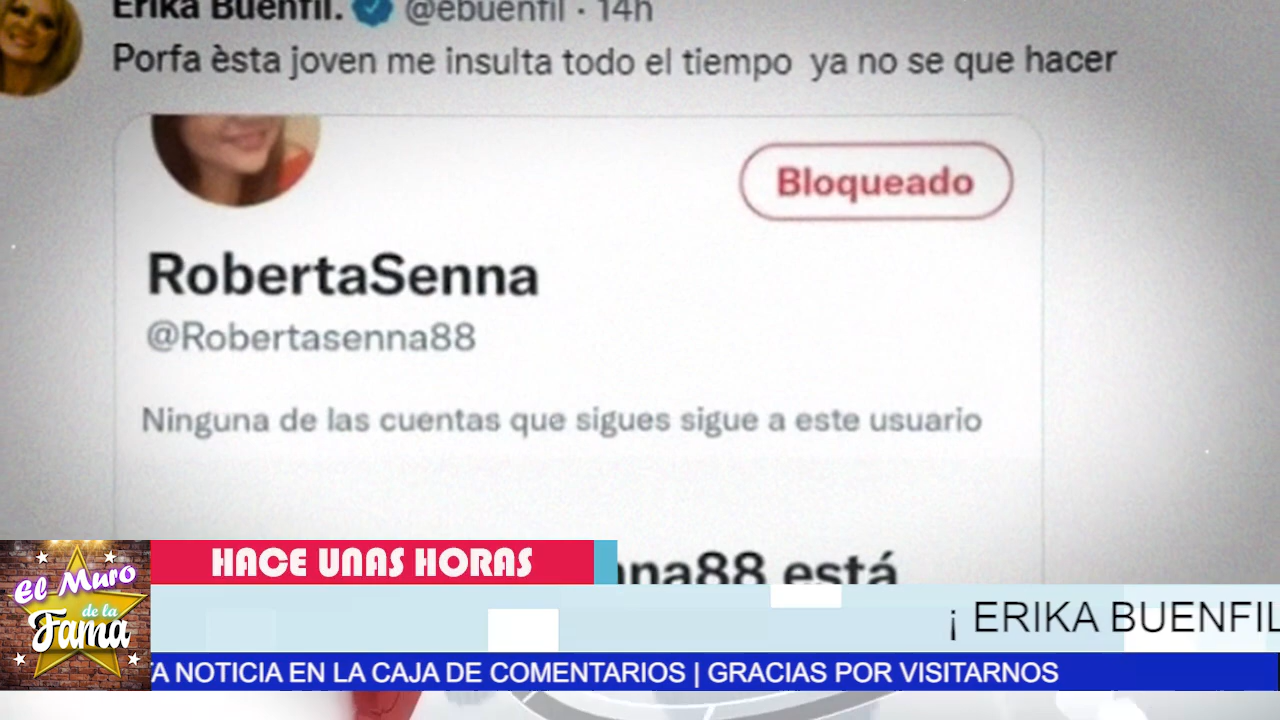 Erika Buenfil. @ebuenfil · 14h
Porfa èsta joven me insulta todo el tiempo ya no se que hacer
Bloqueado
RobertaSenna
@Robertasenna88
Ninguna de las cuentas que sigues sigue a este usuario
nna88 está
HACE UNAS HORAS
El Muro
de la
Fama
¡ ERIKA BUENFIL
A NOTICIA EN LA CAJA DE COMENTARIOS | GRACIAS POR VISITARNOS